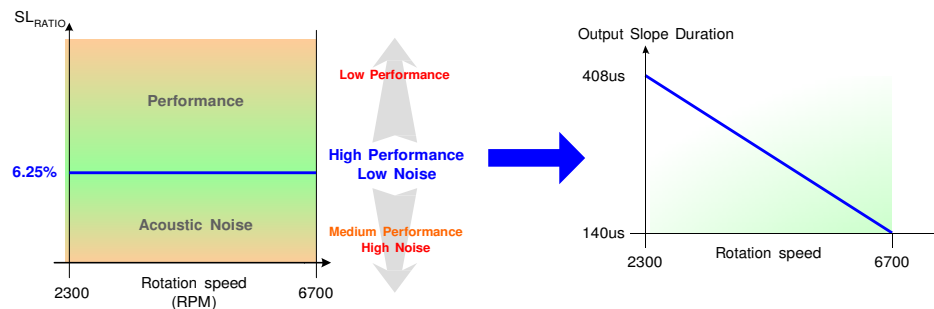 SLRATIO
Performance
6.25%
Acoustic Noise
2300
Rotation speed
(RPM)
6700
Low Performance
High Performance
Low Noise
Medium Performance
High Noise
Output Slope Duration
408us
140us
2300
Rotation speed
6700